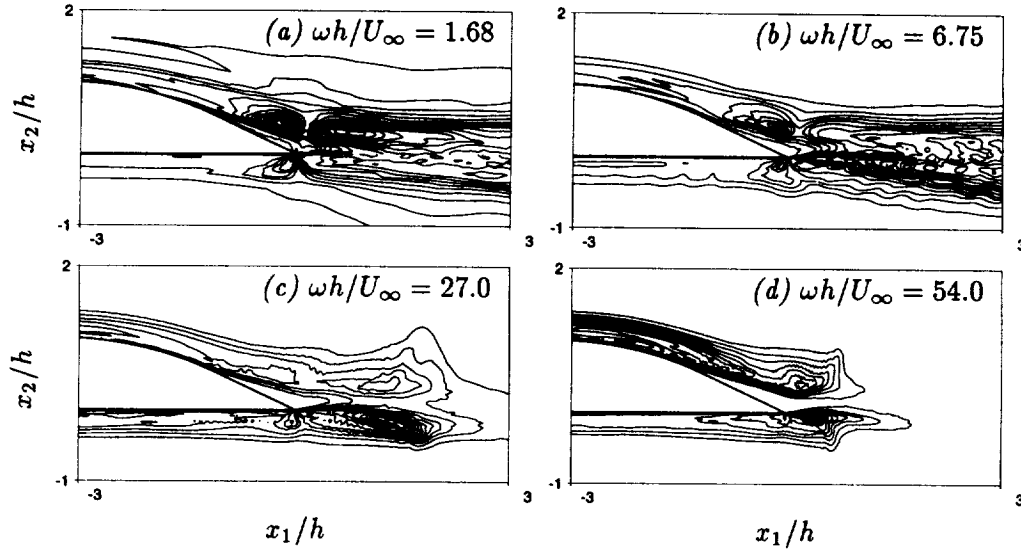 2
(a) ωh/U∞ = 1.68
x₂/h
-1
-3
3
2
(b) ωh/U∞ = 6.75
-1
-3
3
2
(c) ωh/U∞ = 27.0
x₂/h
-1
-3
3
x₁/h
2
(d) ωh/U∞ = 54.0
-1
-3
3
x₁/h